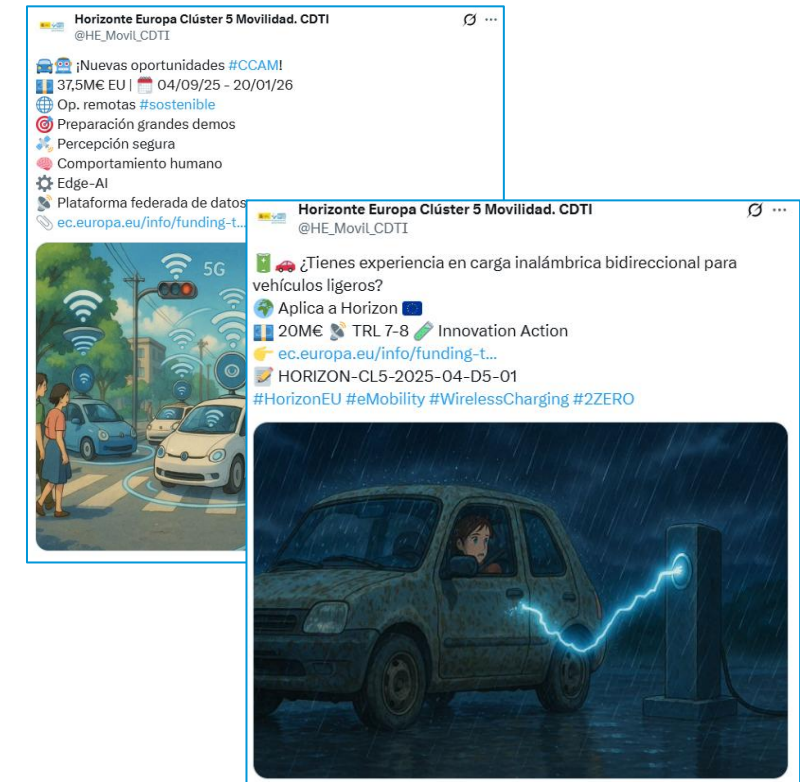 Horizonte Europa Clúster 5 Movilidad. CDTI
@HE_Movil_CDTI
🚘🤖 ¡Nuevas oportunidades #CCAM!
💶 37,5M€ EU | 📅 04/09/25 - 20/01/26
🌐 Op. remotas #sostenible
🎯 Preparación grandes demos
🛰️ Percepción segura
🧠 Comportamiento humano
⚙️ Edge-AI
📡 Plataforma federada de datos
📎 ec.europa.eu/info/funding-t...
5G
Horizonte Europa Clúster 5 Movilidad. CDTI
@HE_Movil_CDTI
🔋🚗 ¿Tienes experiencia en carga inalámbrica bidireccional para
vehículos ligeros?
🌍 Aplica a Horizon 🇪🇺
💶 20M€ 📡 TRL 7-8 🧪 Innovation Action
👉 ec.europa.eu/info/funding-t...
📝 HORIZON-CL5-2025-04-D5-01
#HorizonEU #eMobility #WirelessCharging #2ZERO